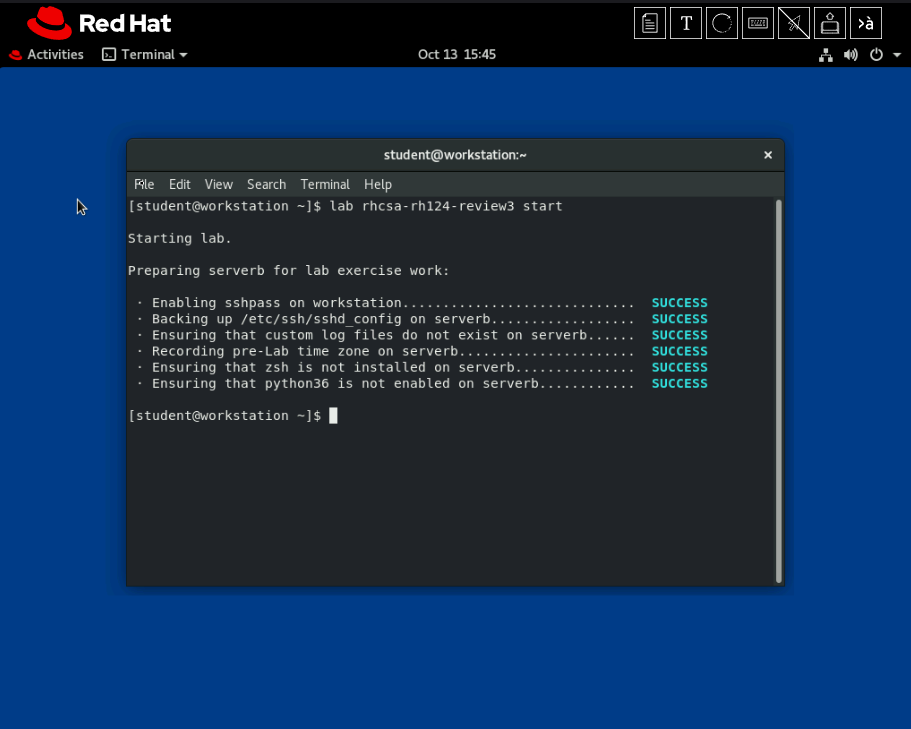 Red Hat
T
>à
Activities Terminal Oct 13 15:45
student@workstation:~ ×
File Edit View Search Terminal Help
[student@workstation ~]$ lab rhcsa-rh124-review3 start
Starting lab.
Preparing serverb for lab exercise work:
· Enabling sshpass on workstation............................. SUCCESS
· Backing up /etc/ssh/sshd_config on serverb.................. SUCCESS
· Ensuring that custom log files do not exist on serverb...... SUCCESS
· Recording pre-Lab time zone on serverb...................... SUCCESS
· Ensuring that zsh is not installed on serverb............... SUCCESS
· Ensuring that python36 is not enabled on serverb............ SUCCESS
[student@workstation ~]$